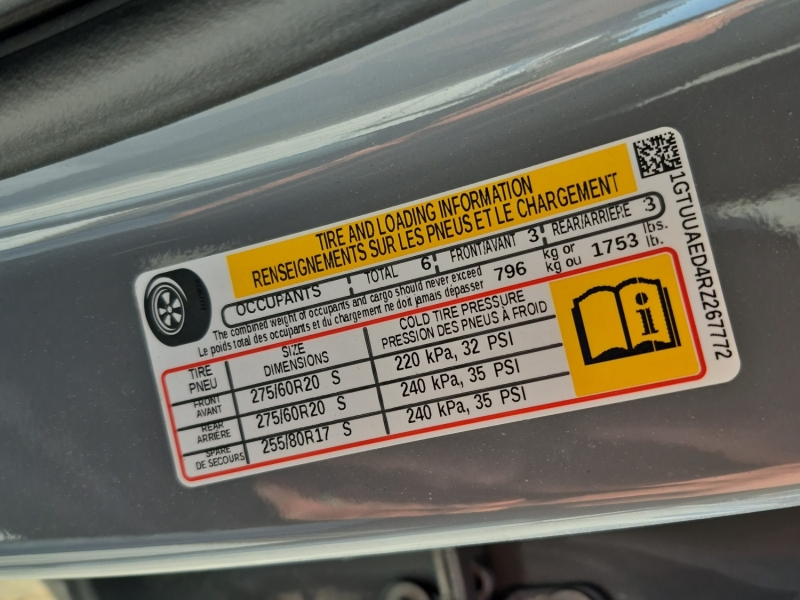 TIRE AND LOADING INFORMATION
RENSEIGNEMENTS SUR LES PNEUS ET LE CHARGEMENT
OCCUPANTS TOTAL 6 FRONT/AVANT 3 REAR/ARRIÈRE 3
The combined weight of occupants and cargo should never exceed 796 kg or 1753 lbs.
Le poids total des occupants et du chargement ne doit jamais dépasser kg ou lb.
TIRE SIZE COLD TIRE PRESSURE
PNEU DIMENSIONS PRESSION DES PNEUS À FROID
FRONT AVANT 275/60R20 S 220 kPa, 32 PSI
REAR ARRIÈRE 275/60R20 S 240 kPa, 35 PSI
SPARE DE SECOURS 255/80R17 S 240 kPa, 35 PSI
1GTUUAED4RZ267772